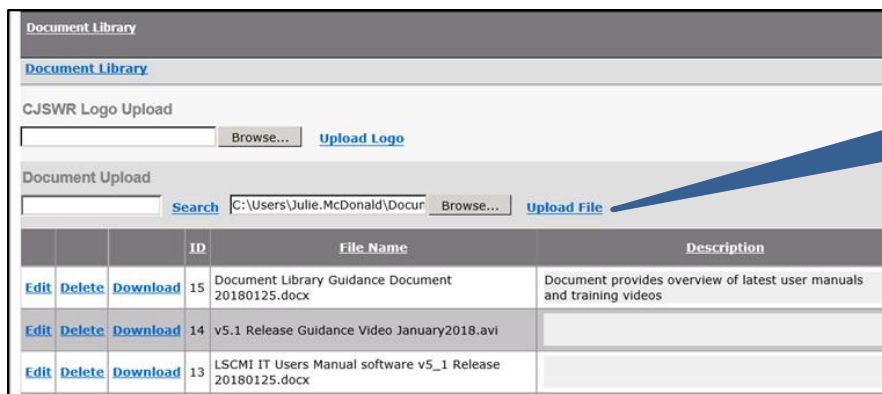 Document Library
Document Library
CJSWR Logo Upload
Browse... Upload Logo
Document Upload
Search C:\Users\Julie.McDonald\Docur Browse... Upload File
ID File Name Description
Edit Delete Download 15 Document Library Guidance Document 20180125.docx Document provides overview of latest user manuals and training videos
Edit Delete Download 14 v5.1 Release Guidance Video January2018.avi
Edit Delete Download 13 LSCMI IT Users Manual software v5_1 Release 20180125.docx